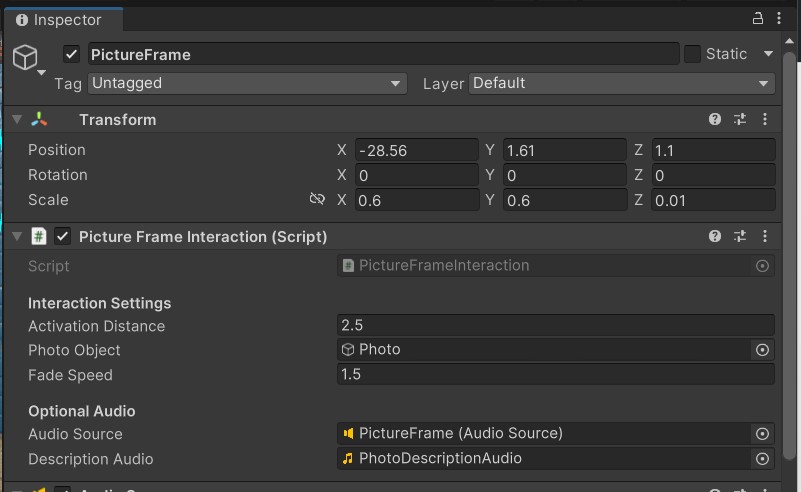 Inspector
PictureFrame Static
Tag Untagged Layer Default
Transform
Position X -28.56 Y 1.61 Z 1.1
Rotation X 0 Y 0 Z 0
Scale X 0.6 Y 0.6 Z 0.01
# Picture Frame Interaction (Script)
Script # PictureFrameInteraction
Interaction Settings
Activation Distance 2.5
Photo Object Photo
Fade Speed 1.5
Optional Audio
Audio Source PictureFrame (Audio Source)
Description Audio PhotoDescriptionAudio